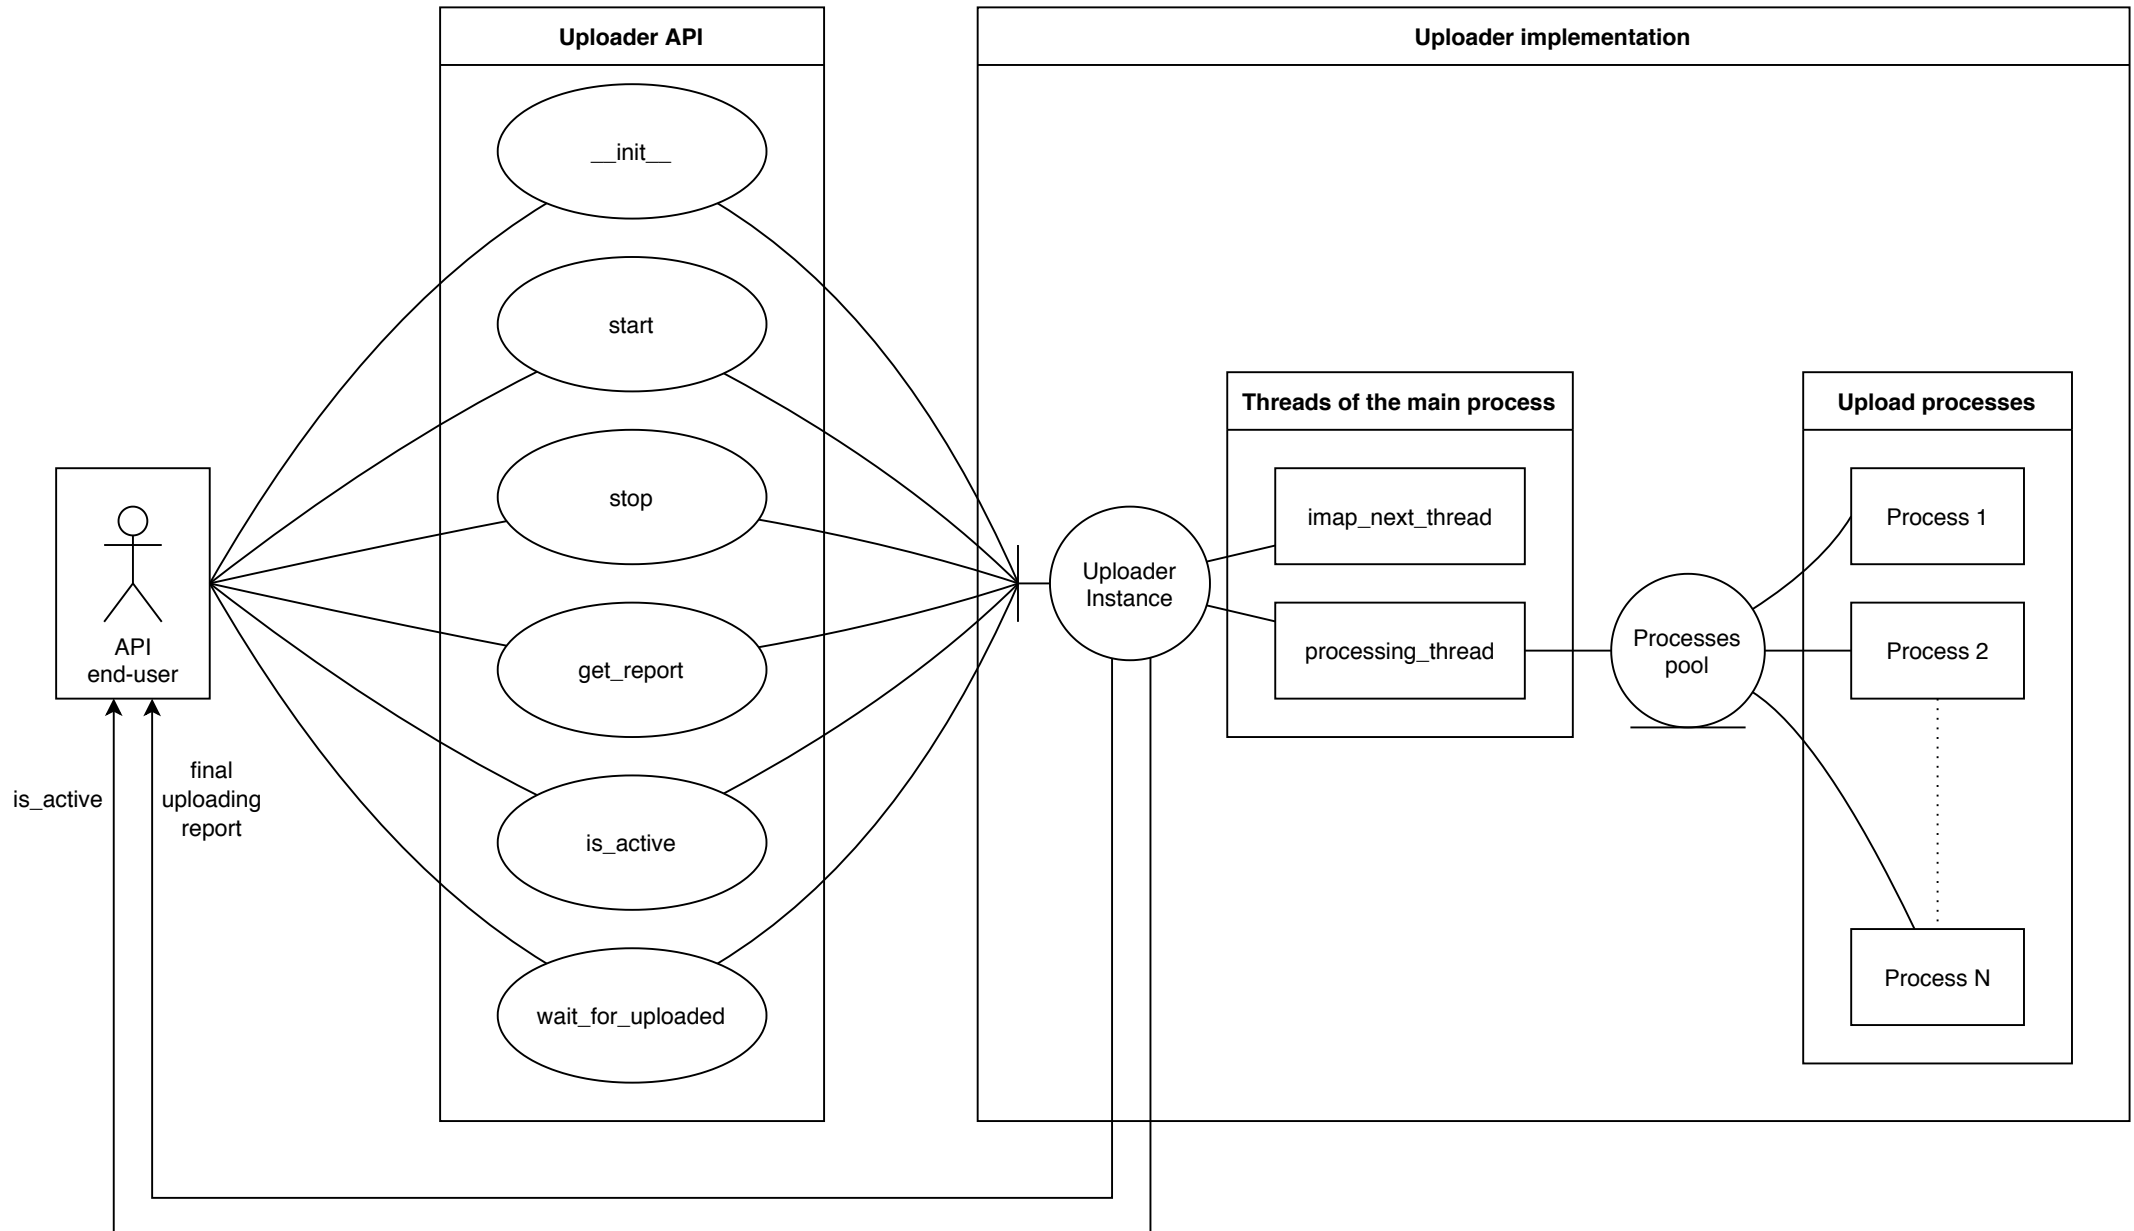 Uploader API
Uploader implementation
__init__
start
stop
get_report
is_active
wait_for_uploaded
API
end-user
is_active
final
uploading
report
Uploader
Instance
Threads of the main process
imap_next_thread
processing_thread
Processes
pool
Upload processes
Process 1
Process 2
Process N